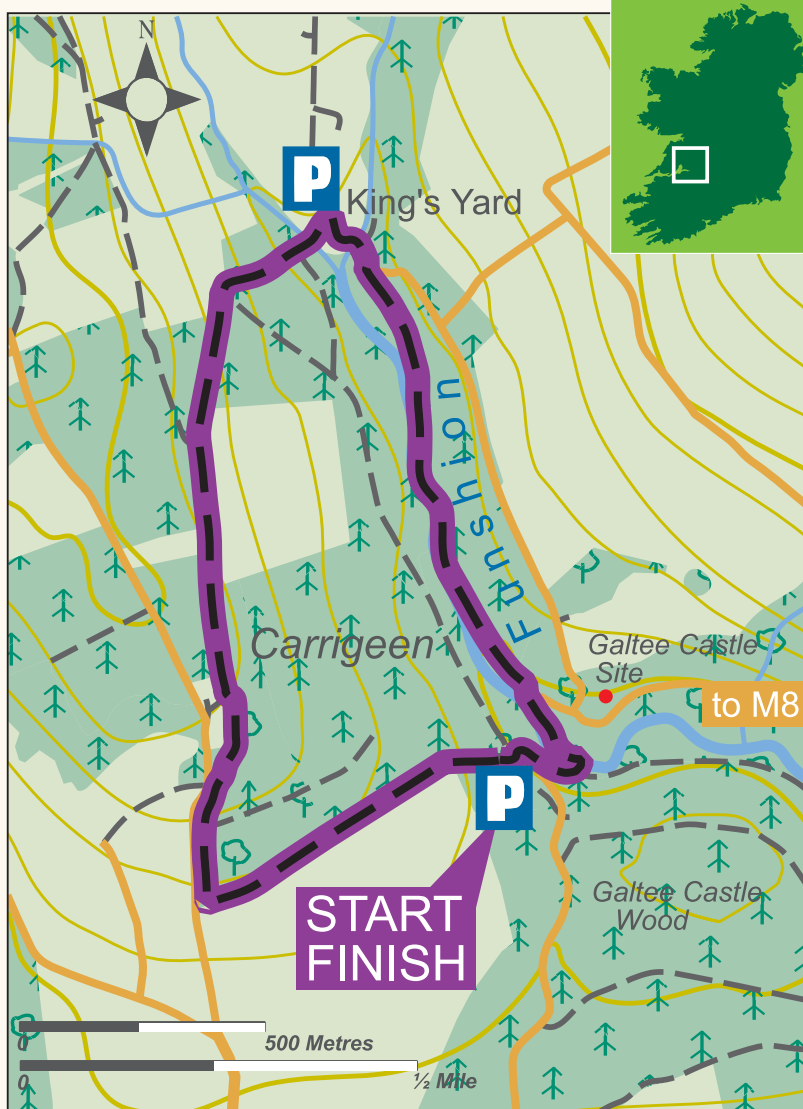 N
P
King's Yard
Funshion
Carrigeen
Galtee Castle
Site
to M8
P
START
FINISH
Galtee Castle
Wood
0
500 Metres
0
½ Mile